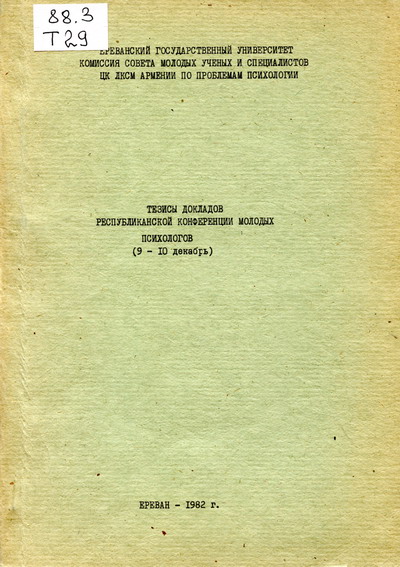 88.3
Т29
ЕРЕВАНСКИЙ ГОСУДАРСТВЕННЫЙ УНИВЕРСИТЕТ
КОМИССИЯ СОВЕТА МОЛОДЫХ УЧЕНЫХ И СПЕЦИАЛИСТОВ
ЦК ЛКСМ АРМЕНИИ ПО ПРОБЛЕМАМ ПСИХОЛОГИИ
ТЕЗИСЫ ДОКЛАДОВ
РЕСПУБЛИКАНСКОЙ КОНФЕРЕНЦИИ МОЛОДЫХ
ПСИХОЛОГОВ
(9 - 10 декабрь)
ЕРЕВАН - 1982 г.